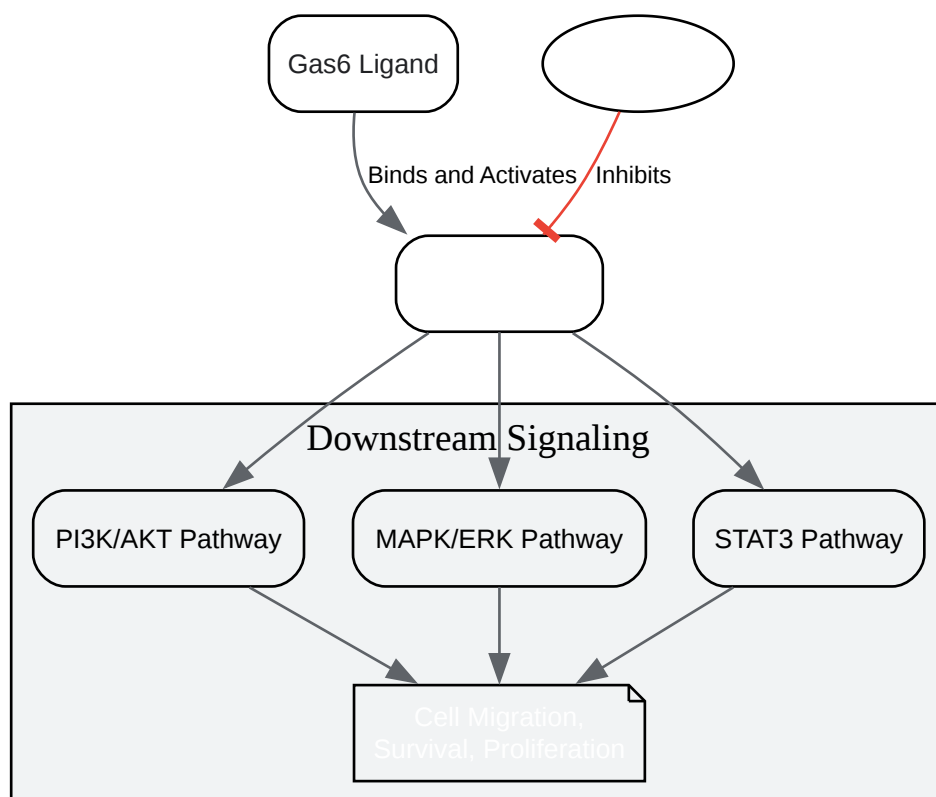 Gas6 Ligand
Binds and Activates
Inhibits
Downstream Signaling
PI3K/AKT Pathway
MAPK/ERK Pathway
STAT3 Pathway
Cell Migration,
Survival, Proliferation